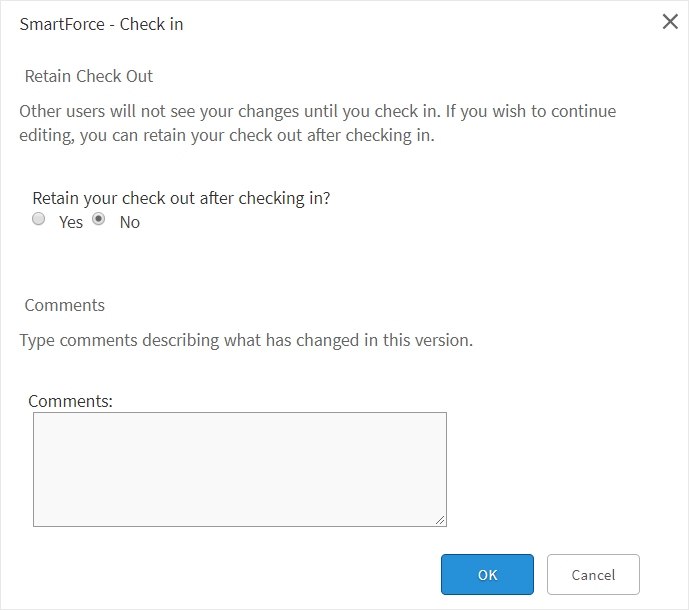 SmartForce - Check in
Retain Check Out
Other users will not see your changes until you check in. If you wish to continue
editing, you can retain your check out after checking in.
Retain your check out after checking in?
Yes No
Comments
Type comments describing what has changed in this version.
Comments:
OK Cancel